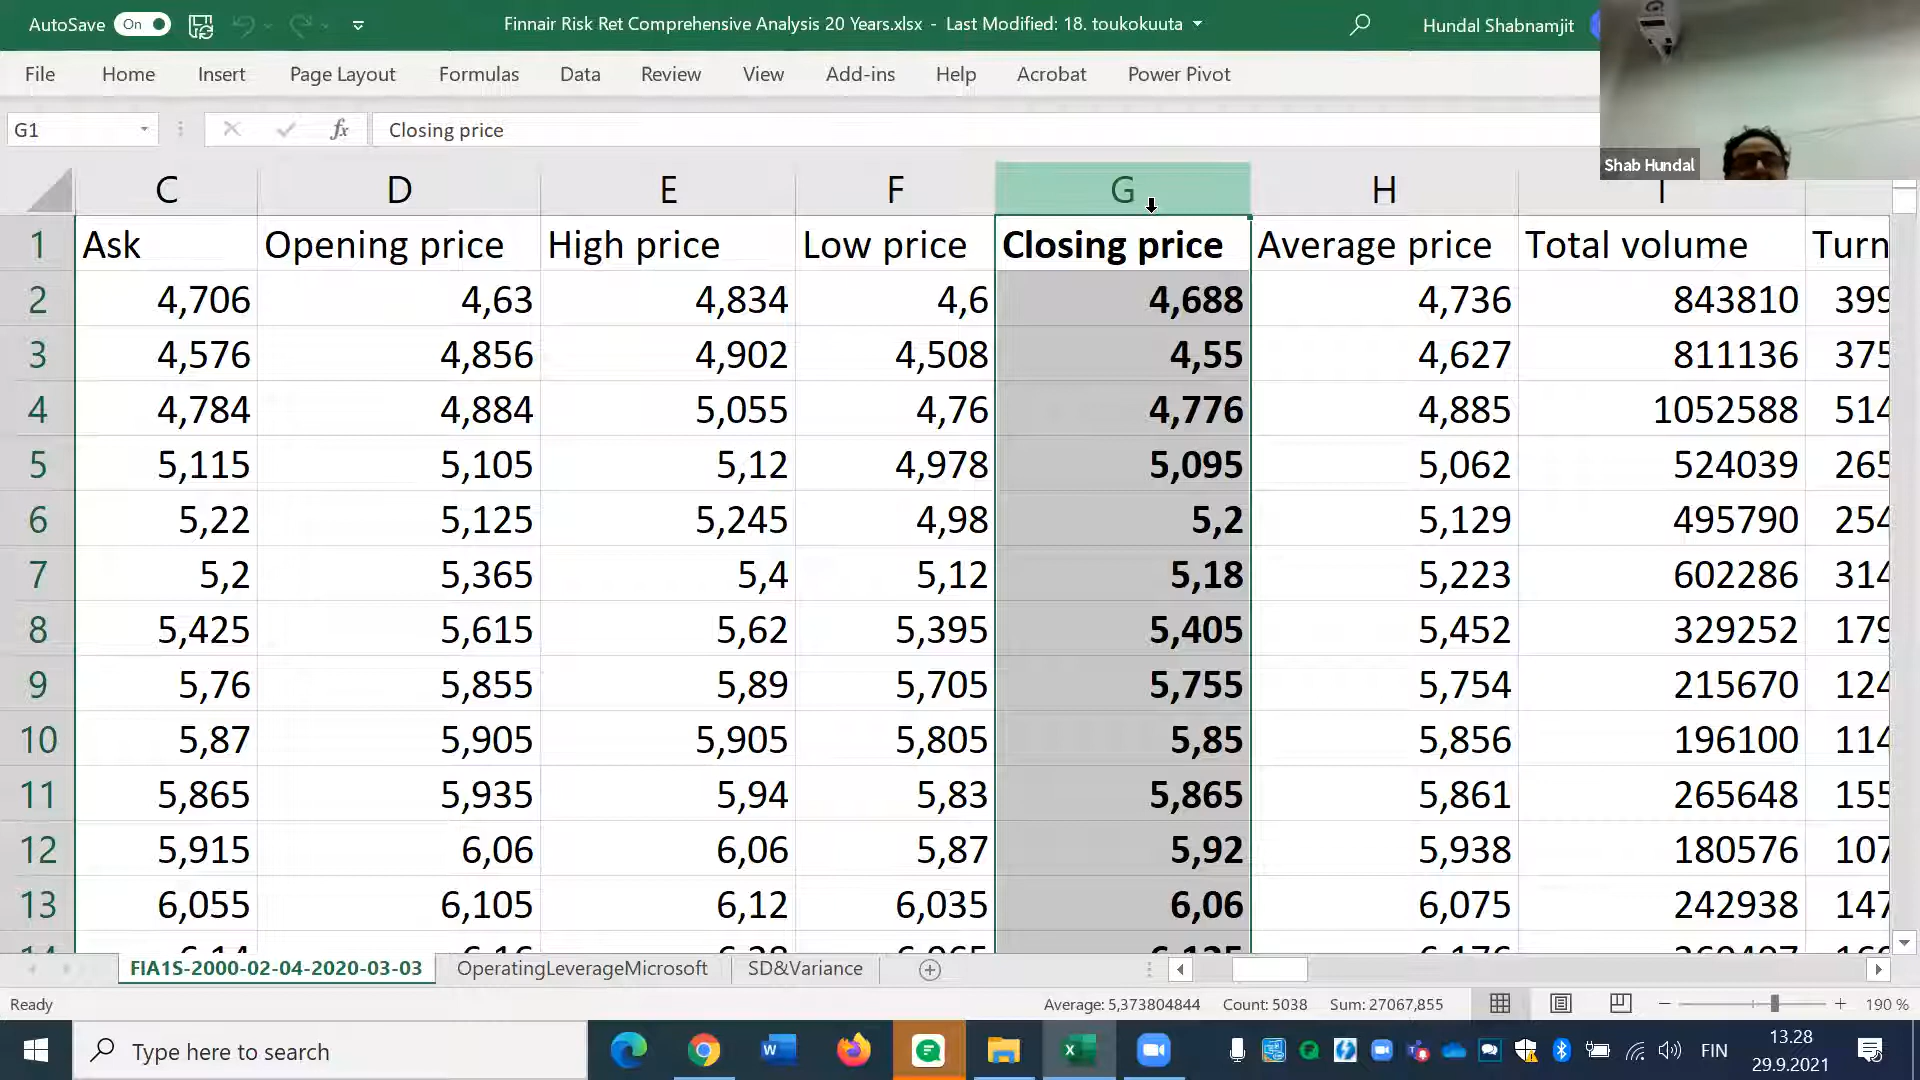 AutoSave On Finnair Risk Ret Comprehensive Analysis 20 Years.xlsx - Last Modified: 18. toukokuuta Hundal Shabnamjit
File Home Insert Page Layout Formulas Data Review View Add-ins Help Acrobat Power Pivot
G1 fx Closing price
Shab Hundal
C D E F G H I
1 Ask Opening price High price Low price Closing price Average price Total volume Turn
2 4,706 4,63 4,834 4,6 4,688 4,736 843810 399
3 4,576 4,856 4,902 4,508 4,55 4,627 811136 375
4 4,784 4,884 5,055 4,76 4,776 4,885 1052588 514
5 5,115 5,105 5,12 4,978 5,095 5,062 524039 265
6 5,22 5,125 5,245 4,98 5,2 5,129 495790 254
7 5,2 5,365 5,4 5,12 5,18 5,223 602286 314
8 5,425 5,615 5,62 5,395 5,405 5,452 329252 179
9 5,76 5,855 5,89 5,705 5,755 5,754 215670 124
10 5,87 5,905 5,905 5,805 5,85 5,856 196100 114
11 5,865 5,935 5,94 5,83 5,865 5,861 265648 155
12 5,915 6,06 6,06 5,87 5,92 5,938 180576 107
13 6,055 6,105 6,12 6,035 6,06 6,075 242938 147
FIA1S-2000-02-04-2020-03-03 OperatingLeverageMicrosoft SD&Variance
Ready Average: 5,373804844 Count: 5038 Sum: 27067,855 190 %
Type here to search FIN 13.28
29.9.2021